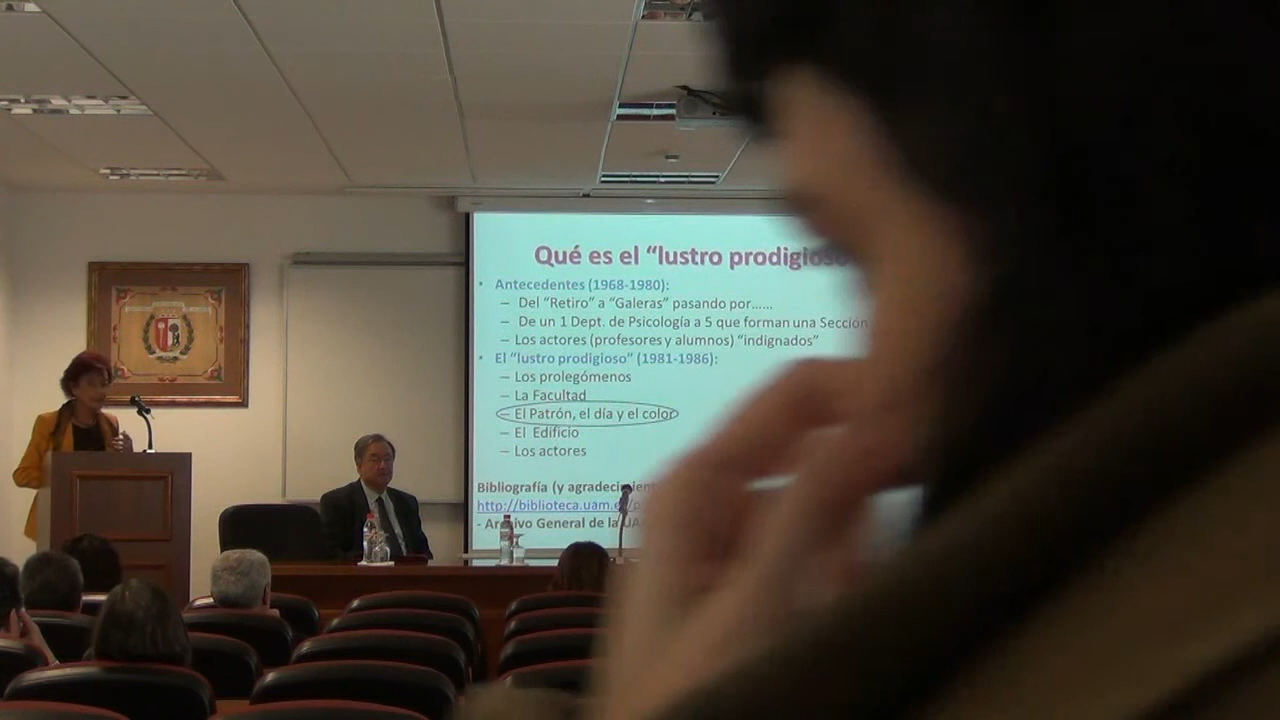 Qué es el “lustro prodigioso
• Antecedentes (1968-1980):
– Del “Retiro” a “Galeras” pasando por......
– De un 1 Dept. de Psicología a 5 que forman una Sección
– Los actores (profesores y alumnos) “indignados”
• El “lustro prodigioso” (1981-1986):
– Los prolegómenos
– La Facultad
– El Patrón, el día y el color
– El Edificio
– Los actores
Bibliografía (y agradecimient
http://biblioteca.uam.e
- Archivo General de la UA